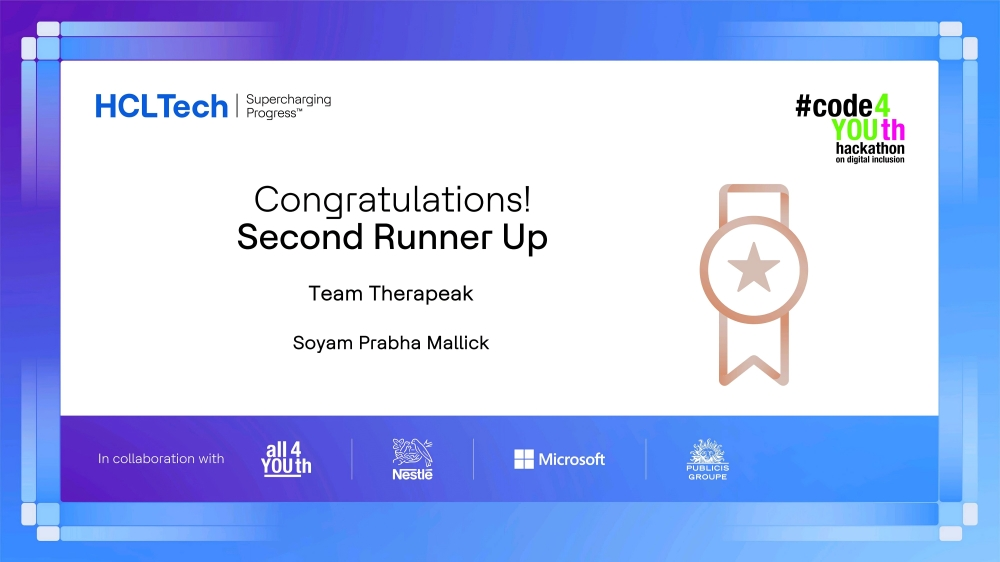 HCLTech | Supercharging
Progress™
#code4
YOUth
hackathon
on digital inclusion
Congratulations!
Second Runner Up
Team Therapeak
Soyam Prabha Mallick
In collaboration with
all 4
YOUth
Nestlé
Microsoft
PUBLICIS
GROUPE